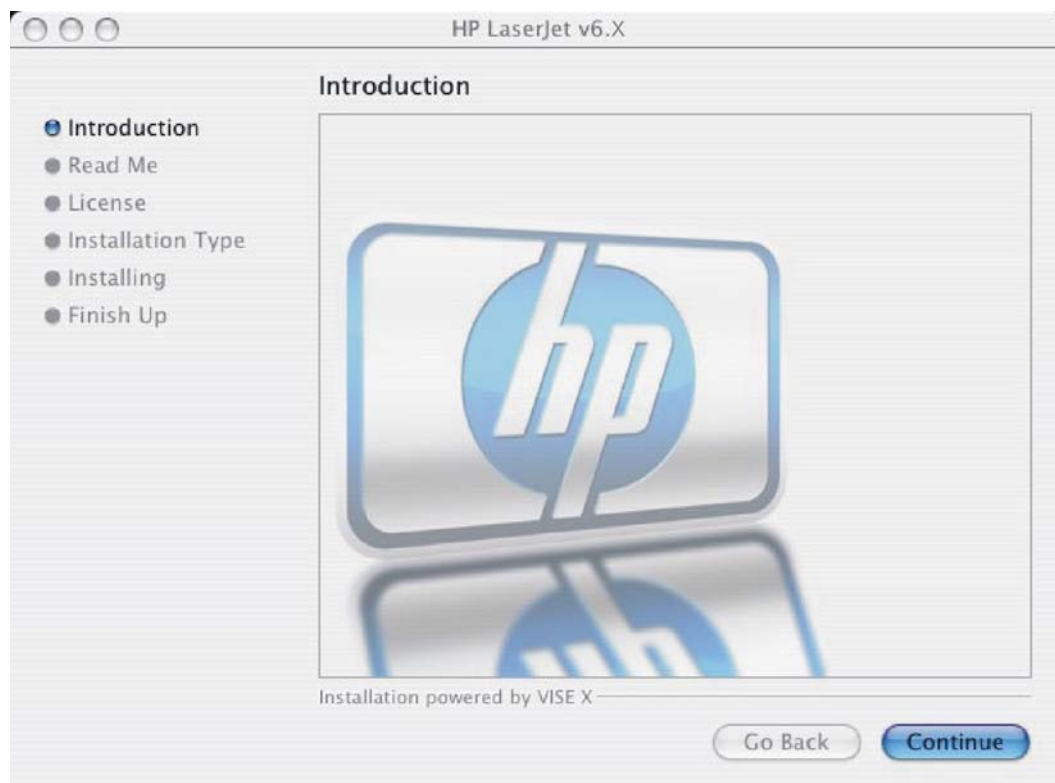 HP LaserJet v6.X
Introduction
Introduction
Read Me
License
Installation Type
Installing
Finish Up
hp
Installation powered by VISE X
Go Back
Continue